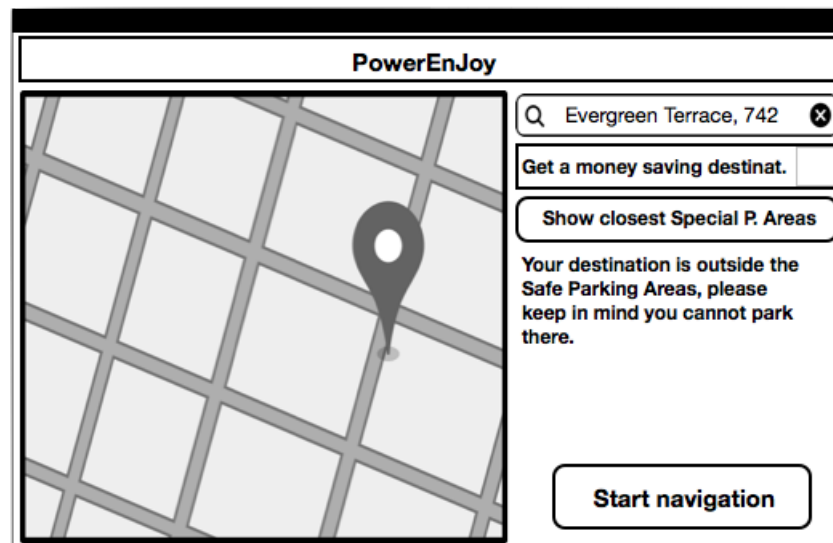 PowerEnJoy
Evergreen Terrace, 742
Get a money saving destinat.
Show closest Special P. Areas
Your destination is outside the
Safe Parking Areas, please
keep in mind you cannot park
there.
Start navigation